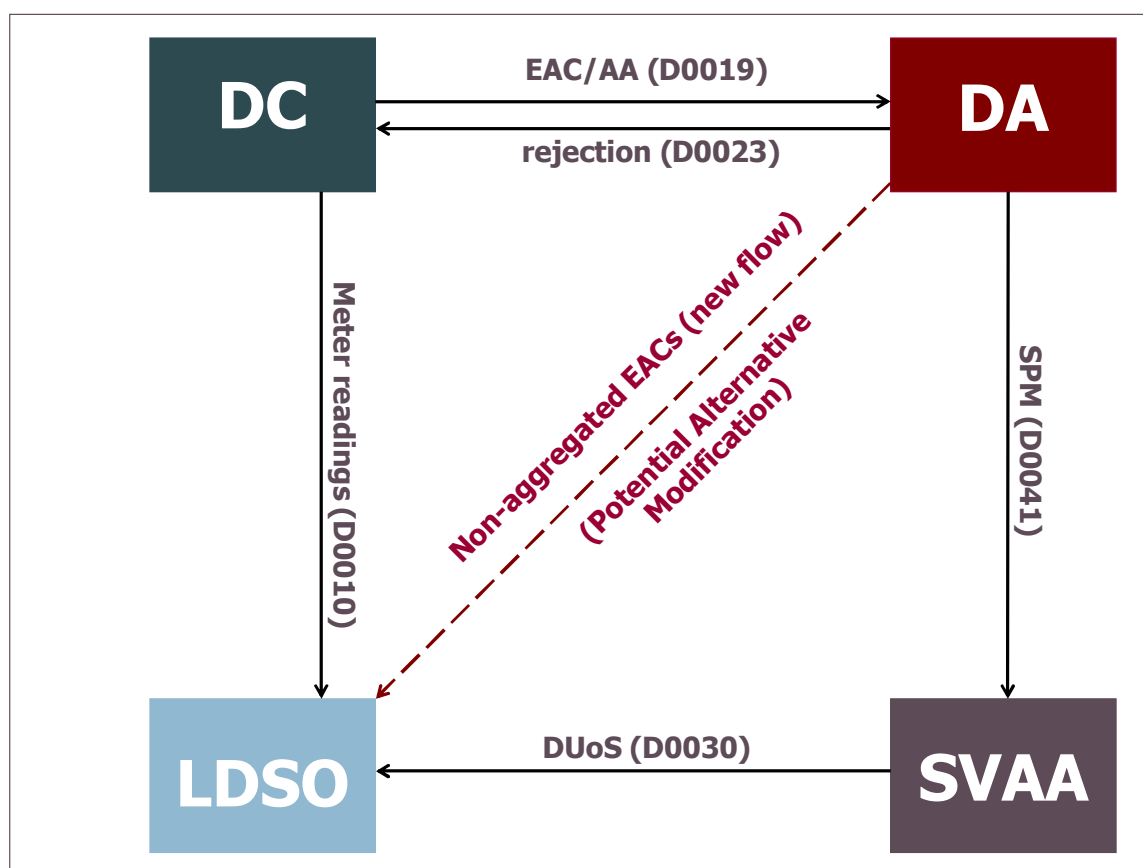 DC
EAC/AA (D0019)
DA
rejection (D0023)
Meter readings (D0010)
Non-aggregated EACs (new flow)
(Potential Alternative
Modification)
SPM (D0041)
LDSO
DUoS (D0030)
SVAA